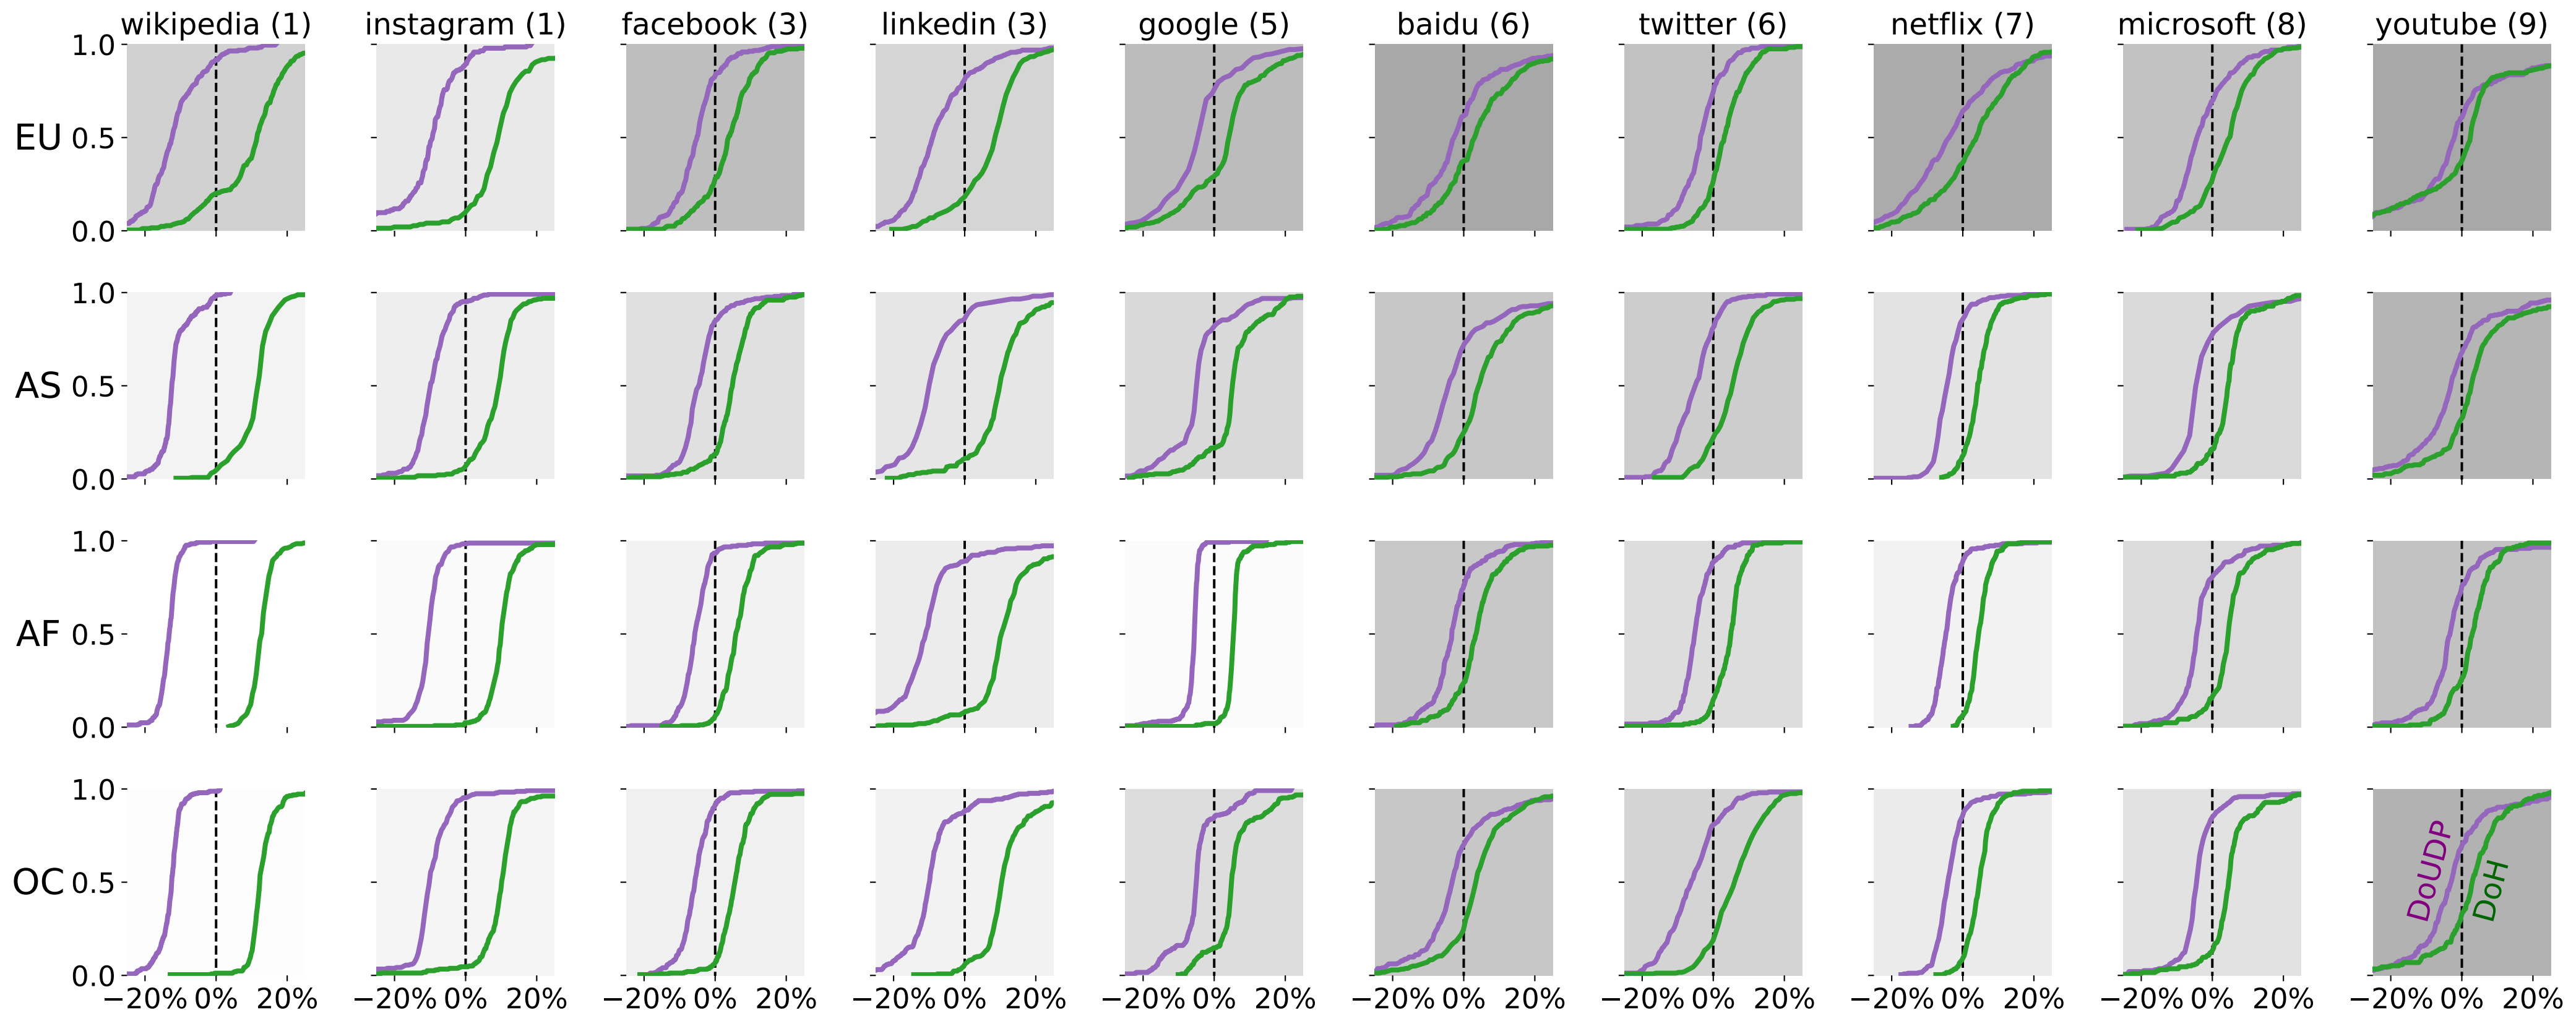 wikipedia (1) instagram (1) facebook (3) linkedin (3) google (5) baidu (6) twitter (6) netflix (7) microsoft (8) youtube (9)
1.0
EU 0.5
0.0
1.0
AS 0.5
0.0
1.0
AF 0.5
0.0
1.0
OC 0.5
DoUDP
DoH
0.0
−20% 0% 20% −20% 0% 20% −20% 0% 20% −20% 0% 20% −20% 0% 20% −20% 0% 20% −20% 0% 20% −20% 0% 20% −20% 0% 20% −20% 0% 20%